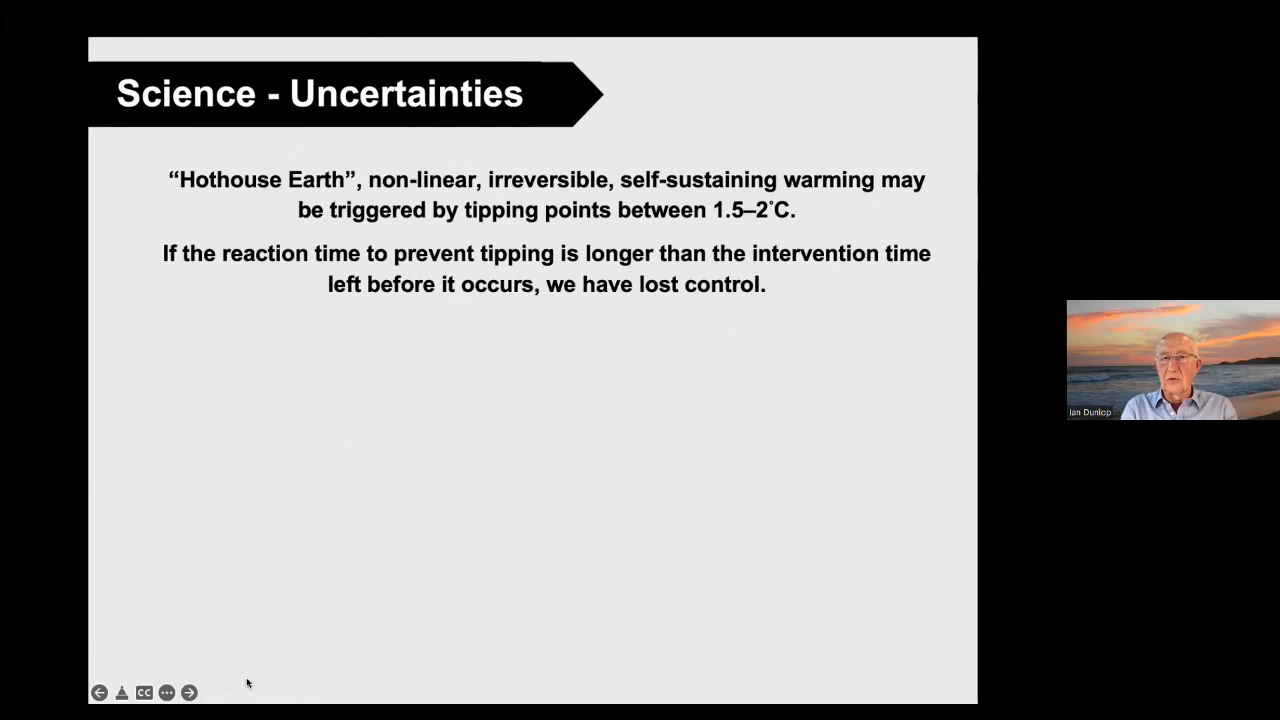 Science - Uncertainties
“Hothouse Earth”, non-linear, irreversible, self-sustaining warming may
be triggered by tipping points between 1.5–2˚C.
If the reaction time to prevent tipping is longer than the intervention time
left before it occurs, we have lost control.
Ian Dunlop
CC